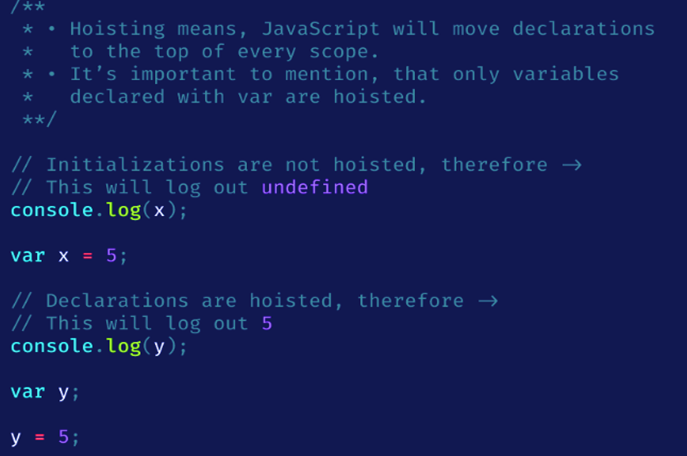 /**
* • Hoisting means, JavaScript will move declarations
*   to the top of every scope.
* • It’s important to mention, that only variables
*   declared with var are hoisted.
**/
// Initializations are not hoisted, therefore →
// This will log out undefined
console.log(x);
var x = 5;
// Declarations are hoisted, therefore →
// This will log out 5
console.log(y);
var y;
y = 5;